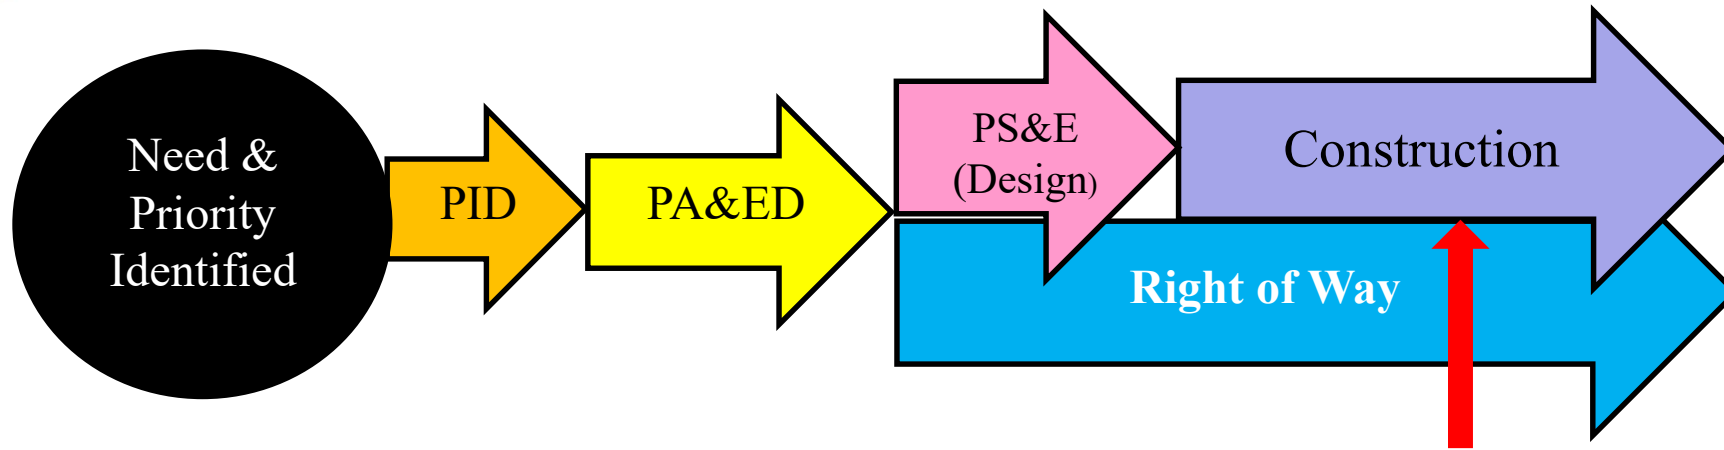 Need &
Priority
Identified
PID
PA&ED
PS&E
(Design)
Construction
Right of Way